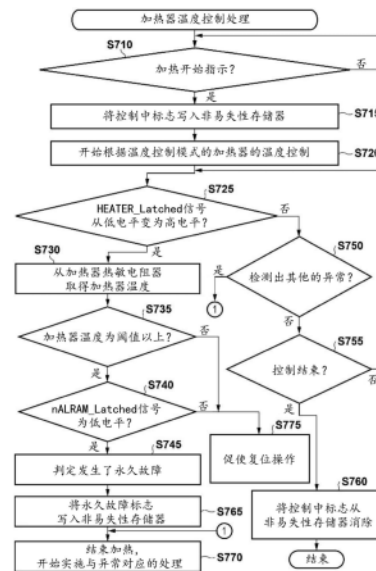 加热器温度控制处理
S710
加热开始指示?
否
是
S715
将控制中标志写入非易失性存储器
S720
开始根据温度控制模式的加热器的温度控制
S725
HEATER_Latched信号
从低电平变为高电平?
否
是
S730
从加热器热敏电阻器
取得加热器温度
S750
是
检测出其他的异常?
1
否
S735
加热器温度为阈值以上?
否
是
S755
控制结束?
否
是
S740
nALRAM_Latched信号
为低电平?
否
是
S775
促使复位操作
S745
判定发生了永久故障
S765
将永久故障标志
写入非易失性存储器
1
S770
结束加热,
开始实施与异常对应的处理
S760
将控制中标志从
非易失性存储器消除
结束